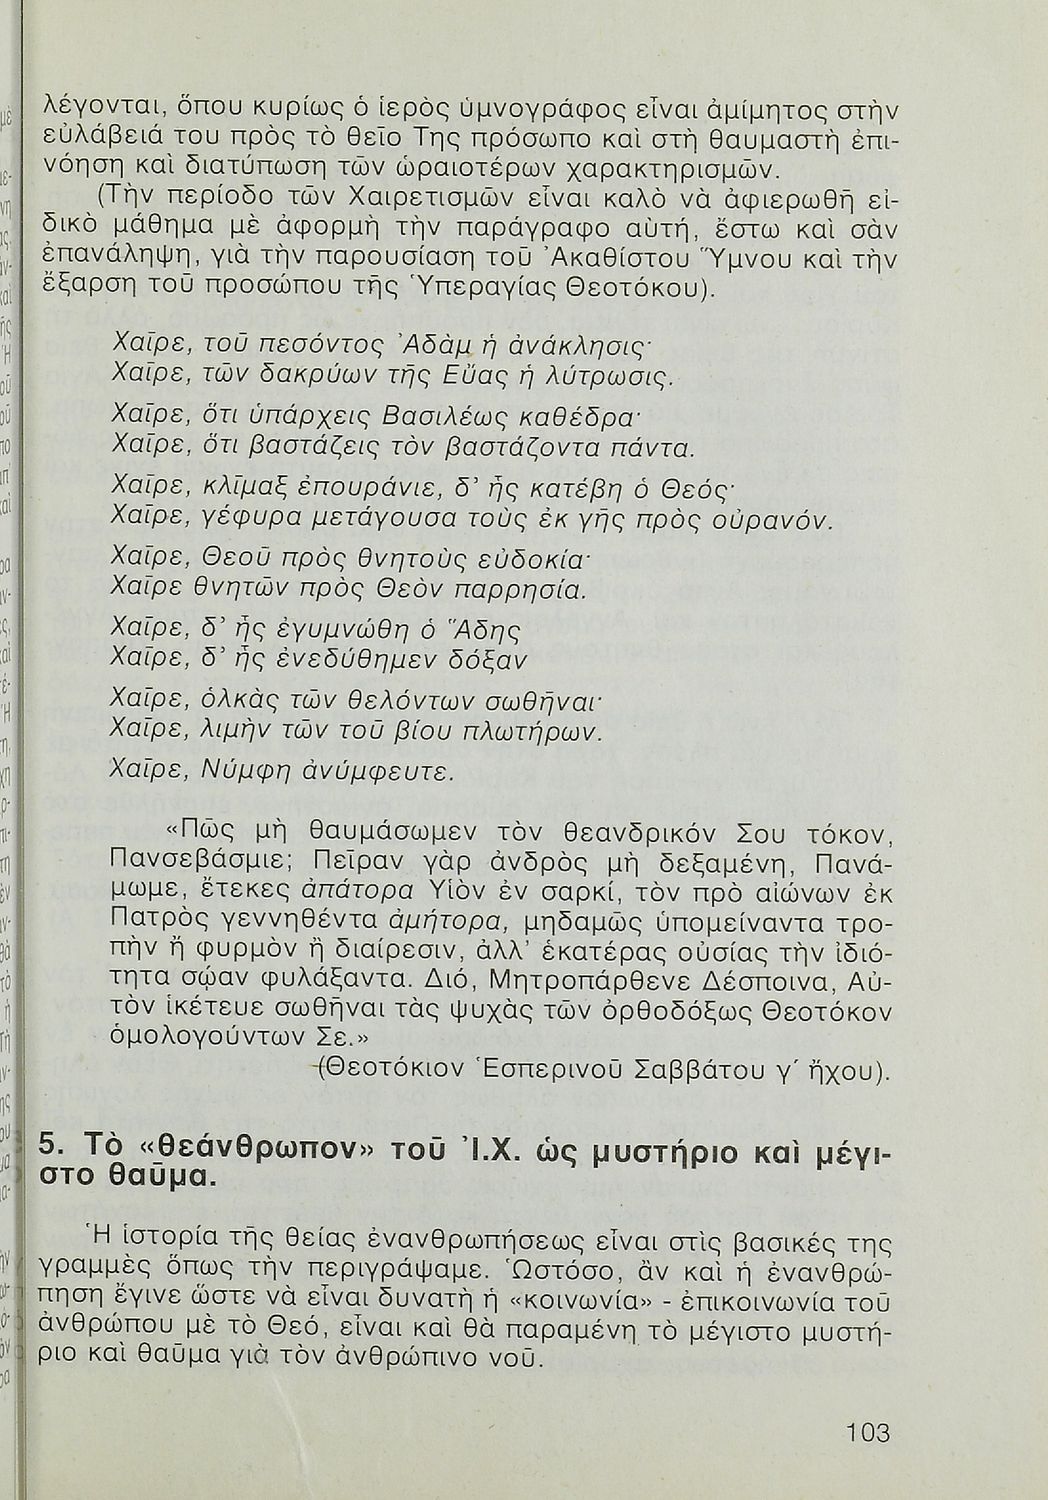 λέγονται, ὅπου κυρίως ὁ ἱερὸς ὑμνογράφος εἶναι ἀμίμητος στὴν
εὐλάβειά του πρὸς τὸ θεῖο Της πρόσωπο καὶ στὴ θαυμαστὴ ἐπι-
νόηση καὶ διατύπωση τῶν ὡραιοτέρων χαρακτηρισμῶν.
(Τὴν περίοδο τῶν Χαιρετισμῶν εἶναι καλὸ νὰ ἀφιερωθῆ εἰ-
δικὸ μάθημα μὲ ἀφορμὴ τὴν παράγραφο αὐτή, ἔστω καὶ σὰν
ἐπανάληψη, γιὰ τὴν παρουσίαση τοῦ Ἀκαθίστου Ὕμνου καὶ τὴν
ἔξαρση τοῦ προσώπου τῆς Ὑπεραγίας Θεοτόκου).
Χαῖρε, τοῦ πεσόντος Ἀδὰμ ἡ ἀνάκλησις·
Χαῖρε, τῶν δακρύων τῆς Εὔας ἡ λύτρωσις.
Χαῖρε, ὅτι ὑπάρχεις Βασιλέως καθέδρα·
Χαῖρε, ὅτι βαστάζεις τὸν βαστάζοντα πάντα.
Χαῖρε, κλῖμαξ ἐπουράνιε, δ' ἧς κατέβη ὁ Θεός·
Χαῖρε, γέφυρα μετάγουσα τοὺς ἐκ γῆς πρὸς οὐρανόν.
Χαῖρε, Θεοῦ πρὸς θνητοὺς εὐδοκία·
Χαῖρε θνητῶν πρὸς Θεὸν παρρησία.
Χαῖρε, δ' ἧς ἐγυμνώθη ὁ Ἅδης
Χαῖρε, δ' ἧς ἐνεδύθημεν δόξαν
Χαῖρε, ὁλκὰς τῶν θελόντων σωθῆναι·
Χαῖρε, λιμὴν τῶν τοῦ βίου πλωτήρων.
Χαῖρε, Νύμφη ἀνύμφευτε.
«Πῶς μὴ θαυμάσωμεν τὸν θεανδρικόν Σου τόκον,
Πανσεβάσμιε; Πεῖραν γὰρ ἀνδρὸς μὴ δεξαμένη, Πανά-
μωμε, ἔτεκες ἀπάτορα Υἱὸν ἐν σαρκί, τὸν πρὸ αἰώνων ἐκ
Πατρὸς γεννηθέντα ἀμήτορα, μηδαμῶς ὑπομείναντα τρο-
πὴν ἢ φυρμὸν ἢ διαίρεσιν, ἀλλ' ἑκατέρας οὐσίας τὴν ἰδιό-
τητα σῴαν φυλάξαντα. Διό, Μητροπάρθενε Δέσποινα, Αὐ-
τὸν ἱκέτευε σωθῆναι τὰς ψυχὰς τῶν ὀρθοδόξως Θεοτόκον
ὁμολογούντων Σε.»
(Θεοτόκιον Ἑσπερινοῦ Σαββάτου γ΄ ἤχου).
5. Τὸ «θεάνθρωπον» τοῦ Ἰ.Χ. ὡς μυστήριο καὶ μέγι-
στο θαῦμα.
Ἡ ἱστορία τῆς θείας ἐνανθρωπήσεως εἶναι στὶς βασικές της
γραμμὲς ὅπως τὴν περιγράψαμε. Ὡστόσο, ἂν καὶ ἡ ἐνανθρώ-
πηση ἔγινε ὥστε νὰ εἶναι δυνατὴ ἡ «κοινωνία» - ἐπικοινωνία τοῦ
ἀνθρώπου μὲ τὸ Θεό, εἶναι καὶ θὰ παραμένη τὸ μέγιστο μυστή-
ριο καὶ θαῦμα γιὰ τὸν ἀνθρώπινο νοῦ.
103